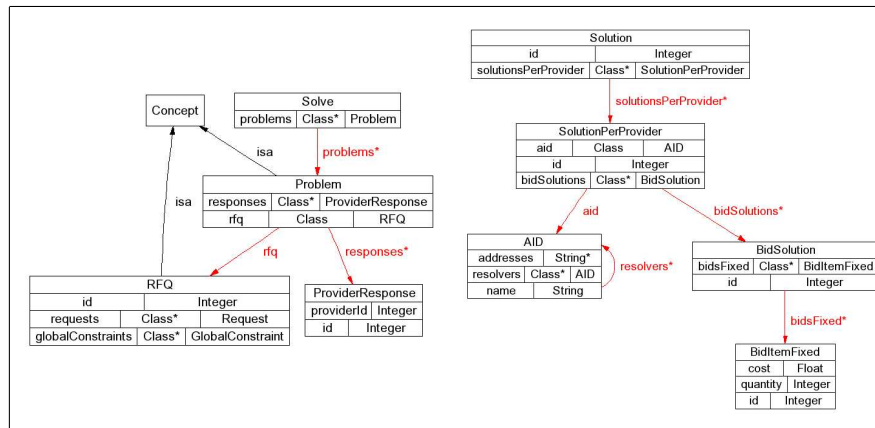 Solve
problems Class* Problem
Concept
problems*
isa
isa
Problem
responses Class* ProviderResponse
rfq Class RFQ
rfq
responses*
RFQ
id Integer
requests Class* Request
globalConstraints Class* GlobalConstraint
ProviderResponse
providerId Integer
id Integer
Solution
id Integer
solutionsPerProvider Class* SolutionPerProvider
solutionsPerProvider*
SolutionPerProvider
aid Class AID
id Integer
bidSolutions Class* BidSolution
aid
bidSolutions*
AID
addresses String*
resolvers Class* AID
name String
resolvers*
BidSolution
bidsFixed Class* BidItemFixed
id Integer
bidsFixed*
BidItemFixed
cost Float
quantity Integer
id Integer